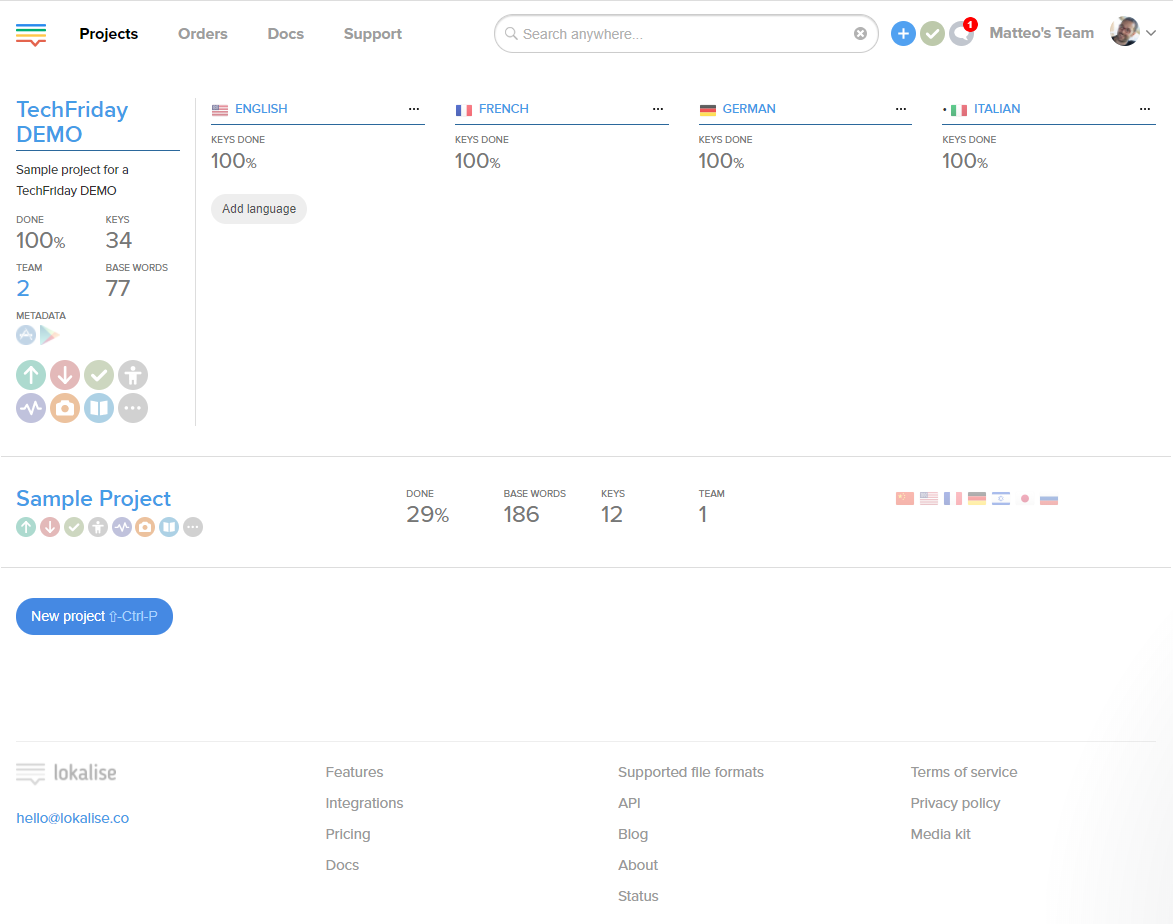 Projects Orders Docs Support Search anywhere... 1 Matteo's Team
TechFriday
DEMO
Sample project for a
TechFriday DEMO
DONE KEYS
100% 34
TEAM BASE WORDS
2 77
METADATA
ENGLISH ... FRENCH ... GERMAN ... • ITALIAN ...
KEYS DONE KEYS DONE KEYS DONE KEYS DONE
100% 100% 100% 100%
Add language
Sample Project
DONE BASE WORDS KEYS TEAM
29% 186 12 1
New project ⇧-Ctrl-P
lokalise
hello@lokalise.co
Features
Integrations
Pricing
Docs
Supported file formats
API
Blog
About
Status
Terms of service
Privacy policy
Media kit